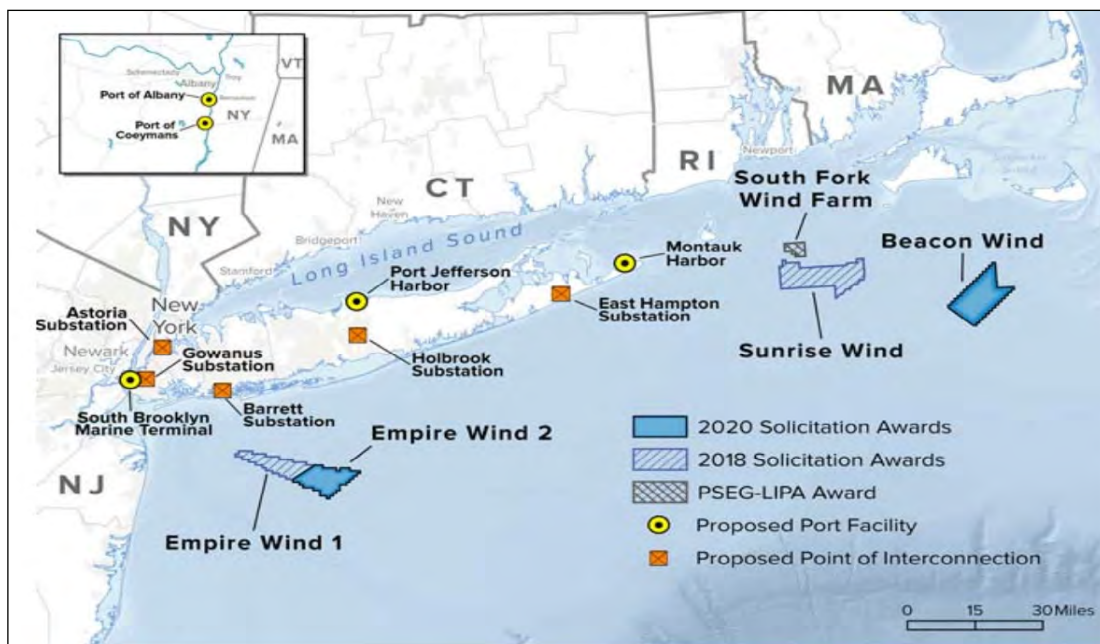 Schenectady
Troy
Albany
VT
Port of Albany
Rensselaer
Port of
Coeymans
NY
MA
MA
RI
Newport
CT
NY
New
Haven
Bridgeport
Stamford
Long Island Sound
South Fork
Wind Farm
Beacon Wind
Montauk
Harbor
Port Jefferson
Harbor
East Hampton
Substation
Sunrise Wind
Astoria
Substation
New
York
Newark
Jersey City
Gowanus
Substation
Holbrook
Substation
South Brooklyn
Marine Terminal
Barrett
Substation
Empire Wind 2
NJ
Empire Wind 1
2020 Solicitation Awards
2018 Solicitation Awards
PSEG-LIPA Award
Proposed Port Facility
Proposed Point of Interconnection
0 15 30 Miles